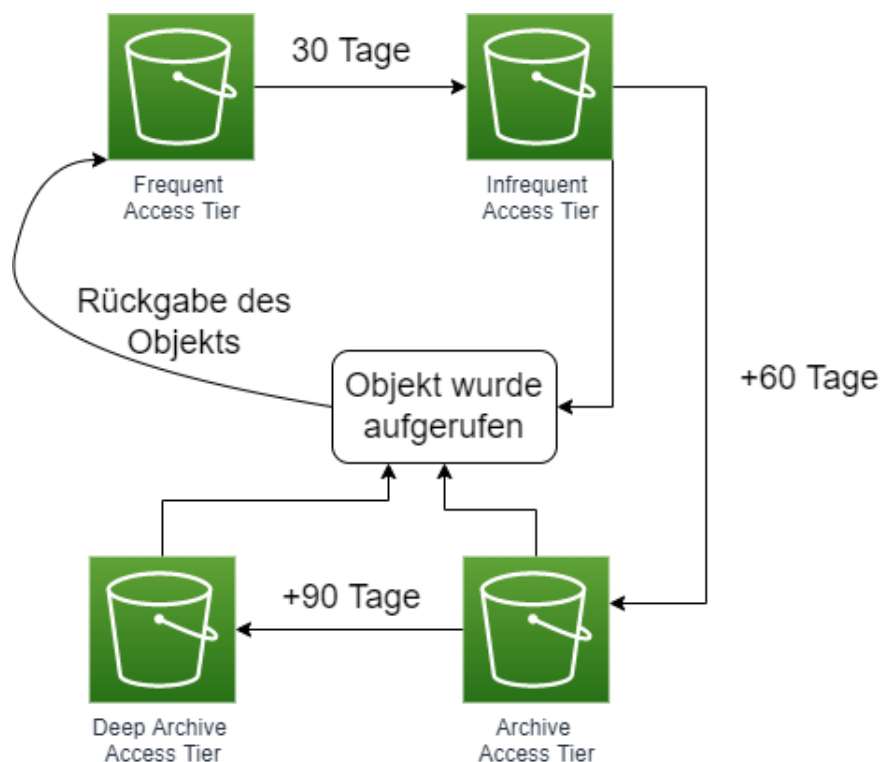 30 Tage
Frequent
Access Tier
Infrequent
Access Tier
Rückgabe des
Objekts
Objekt wurde
aufgerufen
+60 Tage
+90 Tage
Deep Archive
Access Tier
Archive
Access Tier